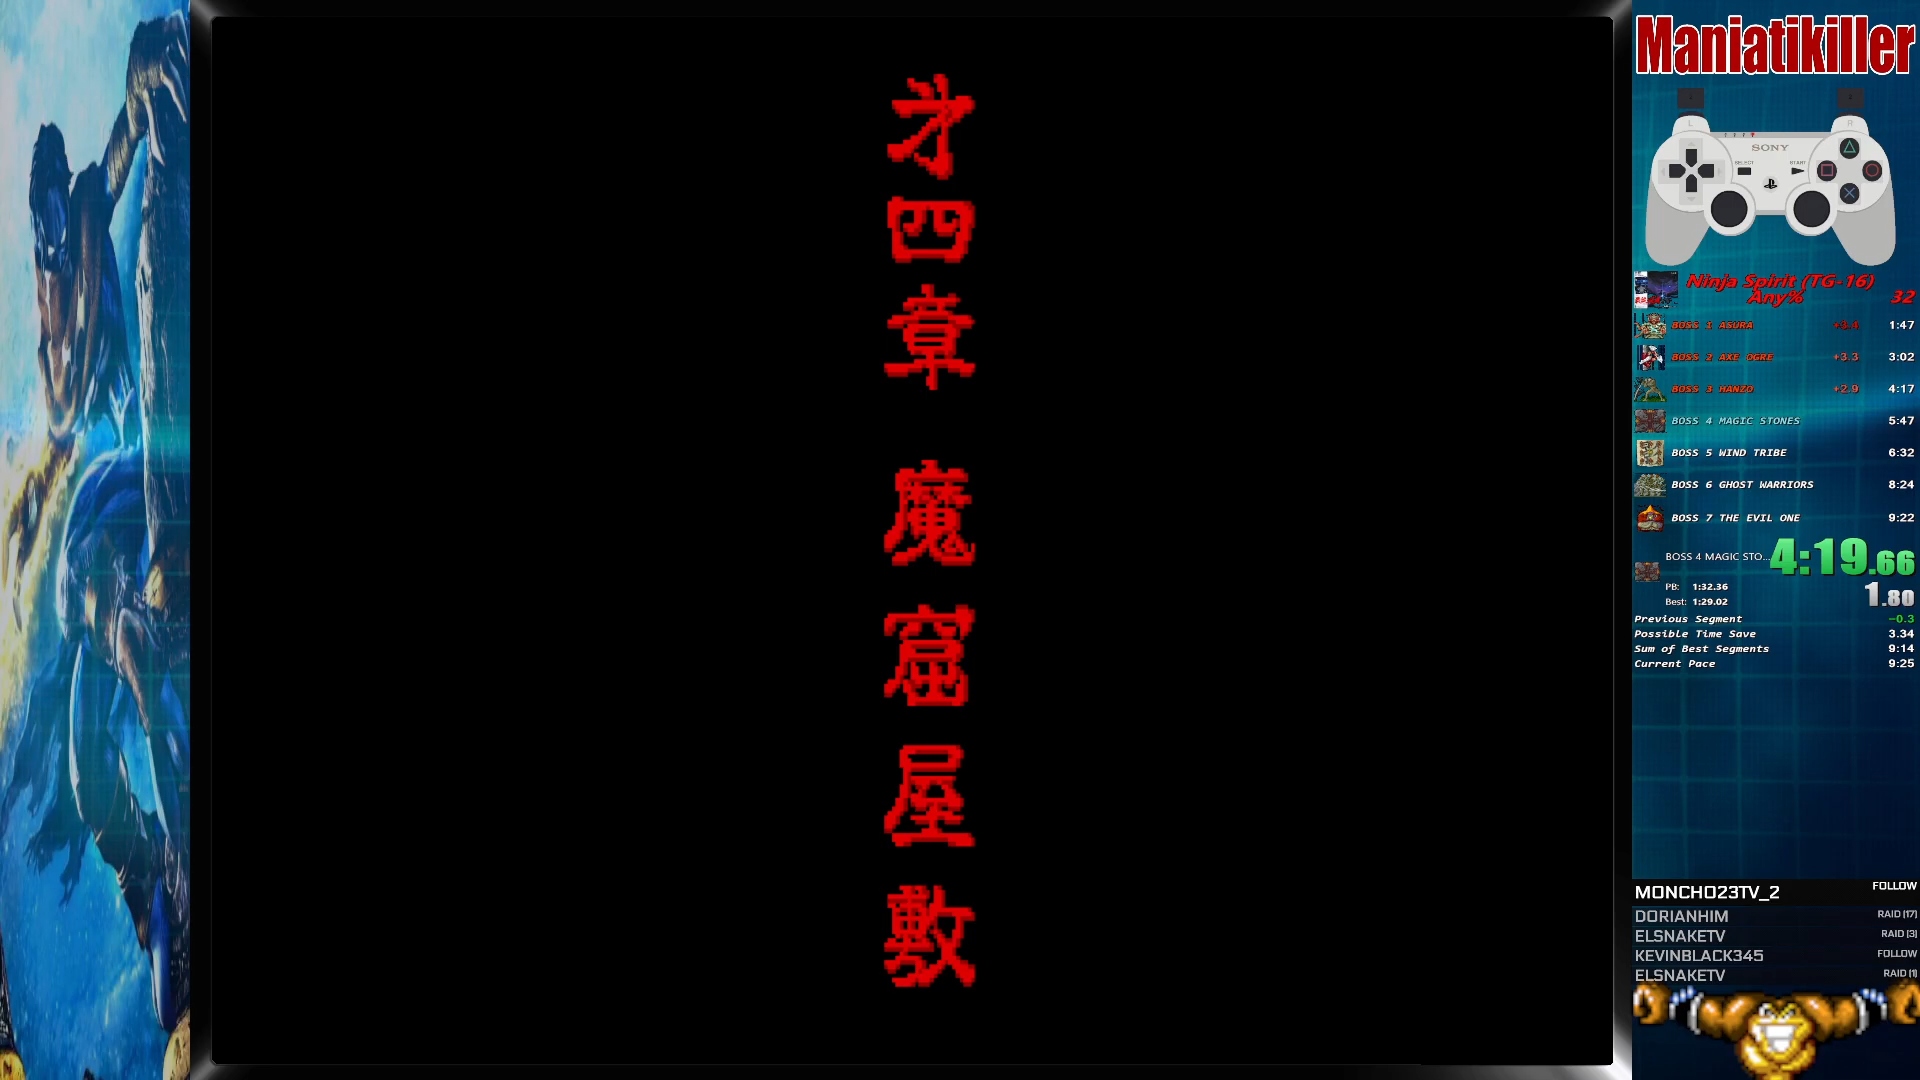 才四章 魔窟屋敷
Maniatikiller
L
R
SONY
SELECT
START
Ninja Spirit (TG-16)
Any% 32
BOSS 1 ASURA +3.4 1:47
BOSS 2 AXE OGRE +3.3 3:02
BOSS 3 HANZO +2.9 4:17
BOSS 4 MAGIC STONES 5:47
BOSS 5 WIND TRIBE 6:32
BOSS 6 GHOST WARRIORS 8:24
BOSS 7 THE EVIL ONE 9:22
BOSS 4 MAGIC STO... 4:19.66
PB: 1:32.36
1.80
Best: 1:29.02
Previous Segment -0.3
Possible Time Save 3.34
Sum of Best Segments 9:14
Current Pace 9:25
MONCHO23TV_2 FOLLOW
DORIANHIM RAID (17)
ELSNAKETV RAID (3)
KEVINBLACK345 FOLLOW
ELSNAKETV RAID (1)